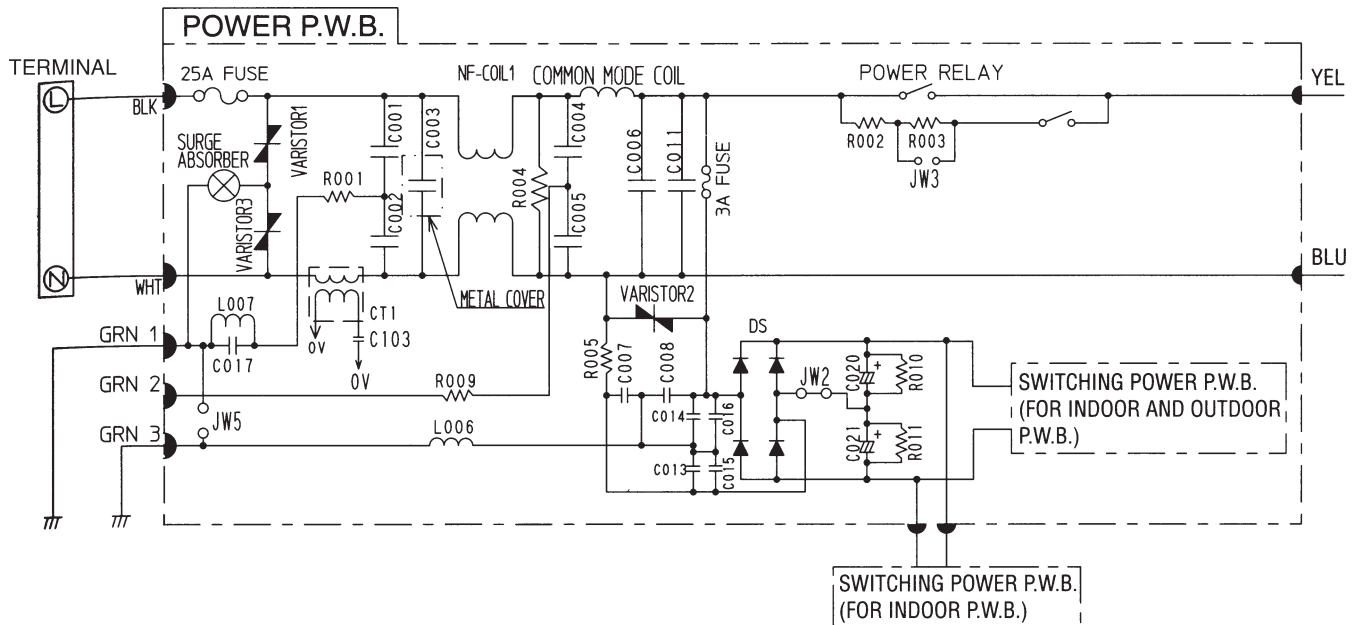 POWER P.W.B.
TERMINAL
25A FUSE
NF-COIL1
COMMON MODE COIL
POWER RELAY
YEL
L
BLK
SURGE
ABSORBER
VARISTOR1
C001
C003
C004
C006
C011
3A FUSE
R002
R003
JW3
R001
R004
C002
C005
VARISTOR3
N
WHT
BLU
METAL COVER
VARISTOR2
L007
CT1
C103
0V
0V
GRN 1
C017
DS
R005
C007
C008
JW2
C020
+
R010
SWITCHING POWER P.W.B.
(FOR INDOOR AND OUTDOOR
P.W.B.)
GRN 2
R009
C014
C016
JW5
GRN 3
L006
C013
C015
C021
+
R011
SWITCHING POWER P.W.B.
(FOR INDOOR P.W.B.)